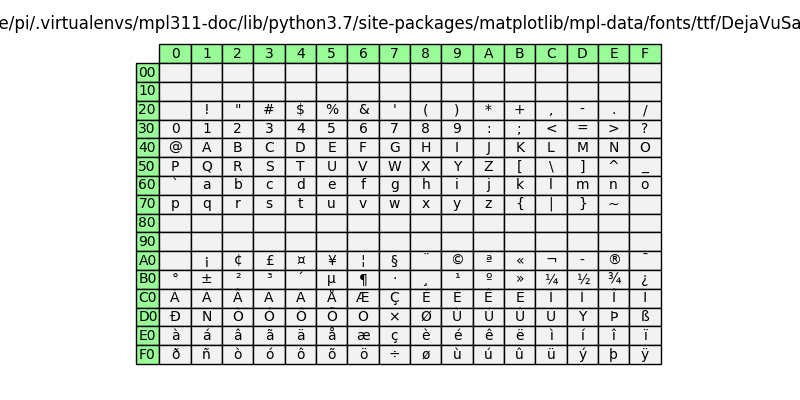 e/pi/.virtualenvs/mpl311-doc/lib/python3.7/site-packages/matplotlib/mpl-data/fonts/ttf/DejaVuSa
0 1 2 3 4 5 6 7 8 9 A B C D E F
00
10
20 ! " # $ % & ' ( ) * + , - . /
30 0 1 2 3 4 5 6 7 8 9 : ; < = > ?
40 @ A B C D E F G H I J K L M N O
50 P Q R S T U V W X Y Z [ \ ] ^ _
60 ` a b c d e f g h i j k l m n o
70 p q r s t u v w x y z { | } ~
80
90
A0 ¡ ¢ £ ¤ ¥ ¦ § ¨ © ª « ¬ - ® ¯
B0 ° ± ² ³ ´ µ ¶ · ¸ ¹ º » ¼ ½ ¾ ¿
C0 À Á Â Ã Ä Å Æ Ç È É Ê Ë Ì Í Î Ï
D0 Ð Ñ Ò Ó Ô Õ Ö × Ø Ù Ú Û Ü Ý Þ ß
E0 à á â ã ä å æ ç è é ê ë ì í î ï
F0 ð ñ ò ó ô õ ö ÷ ø ù ú û ü ý þ ÿ